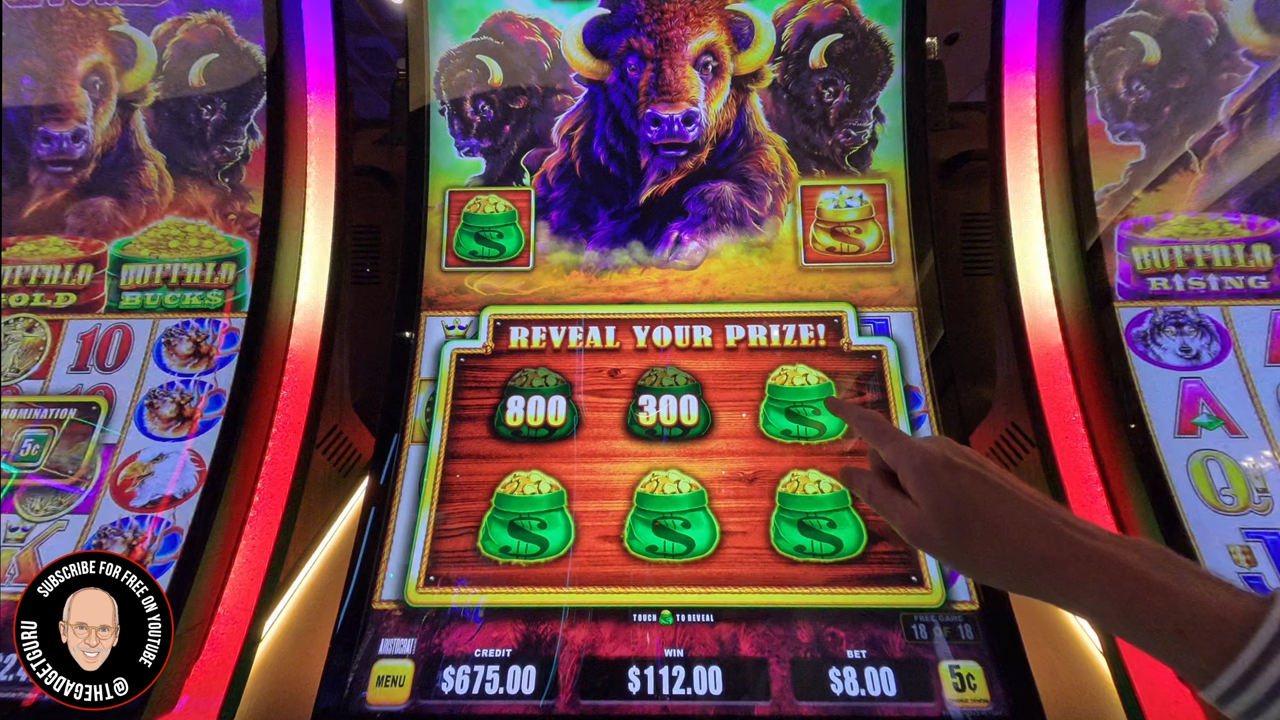 BUFFALO
GOLD
BUFFALO
BUCKS
10
NOMINATION
5¢
$
$
REVEAL YOUR PRIZE!
800
300
$
$
$
$
TOUCH TO REVEAL
ARISTOCRAT
FREE GAME
18 OF 18
MENU
CREDIT
$675.00
WIN
$112.00
BET
$8.00
5¢
BUFFALO
RISING
A
Q
J
K
SUBSCRIBE FOR FREE ON YOUTUBE
@THEGADGETGURU